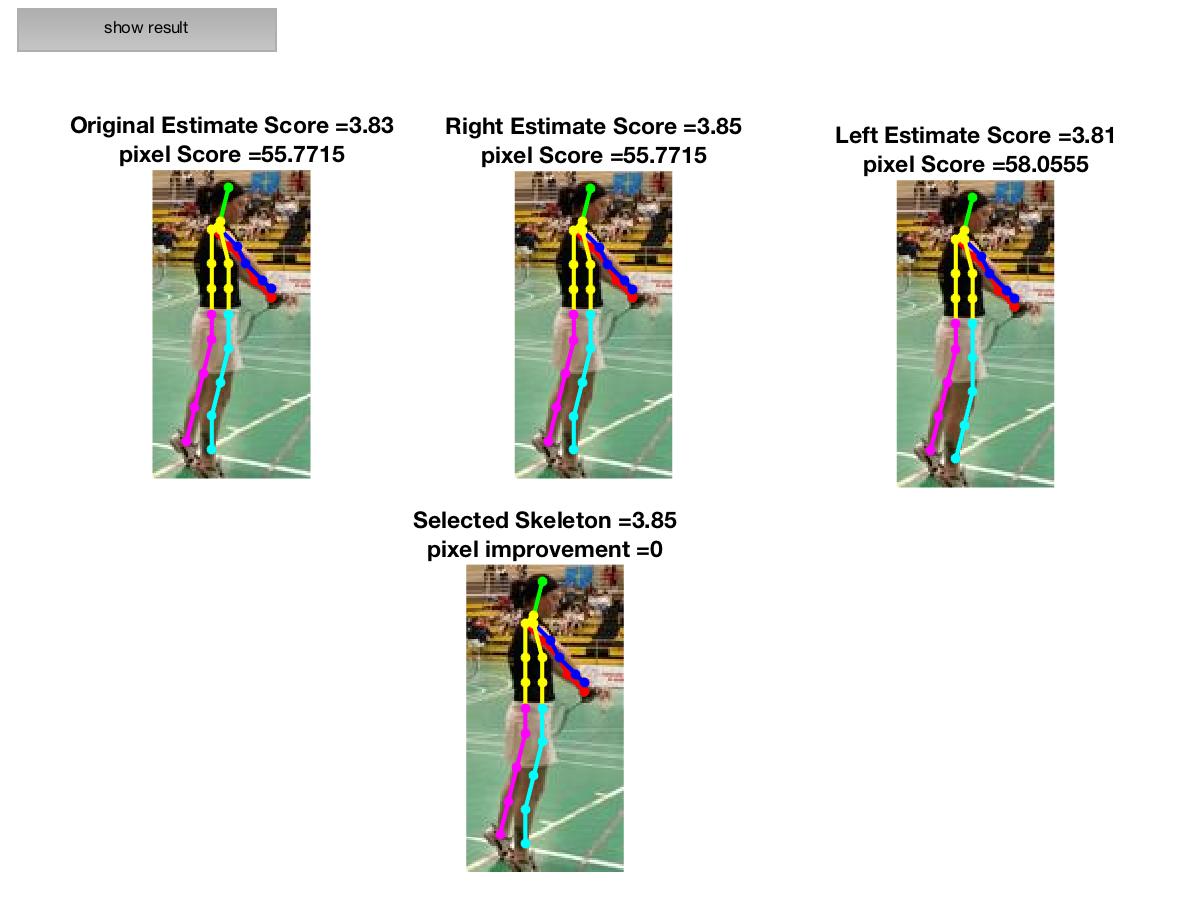 show result
Original Estimate Score =3.83
pixel Score =55.7715
Right Estimate Score =3.85
pixel Score =55.7715
Left Estimate Score =3.81
pixel Score =58.0555
Selected Skeleton =3.85
pixel improvement =0